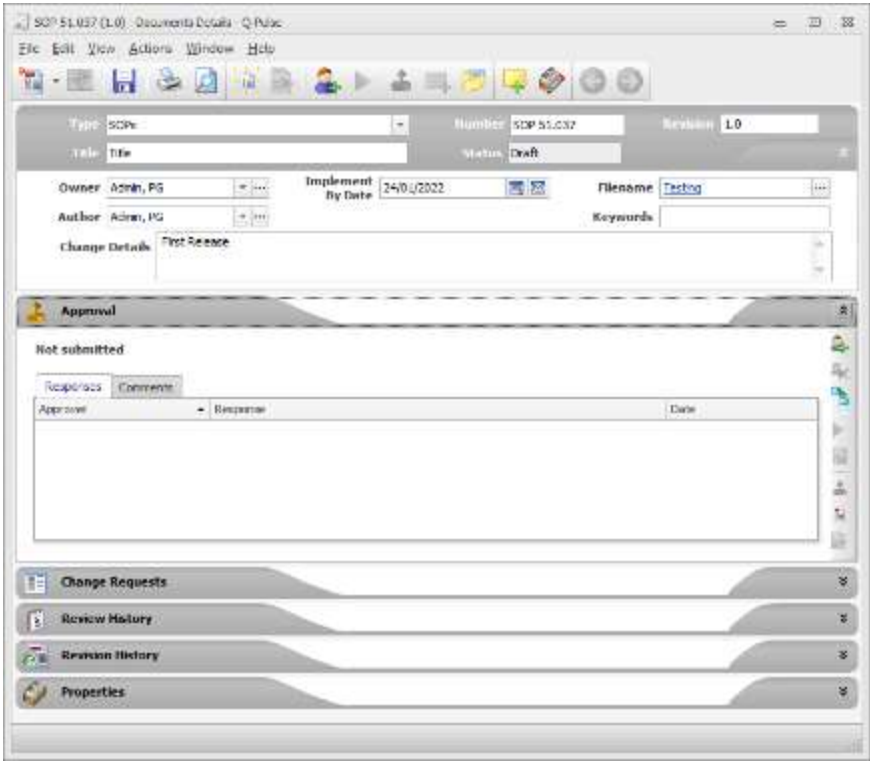 SOP 51.037 (1.0) Documents Details - Q-Pulse
File Edit View Actions Window Help
Type SOPs Number SOP 51.037 Revision 1.0
Title Title Status Draft
Owner Admin, PG Implement By Date 24/01/2022 Filename Testing
Author Admin, PG Keywords
Change Details First Release
Approval
Not submitted
Responses Comments
Approver Response Date
Change Requests
Review History
Revision History
Properties